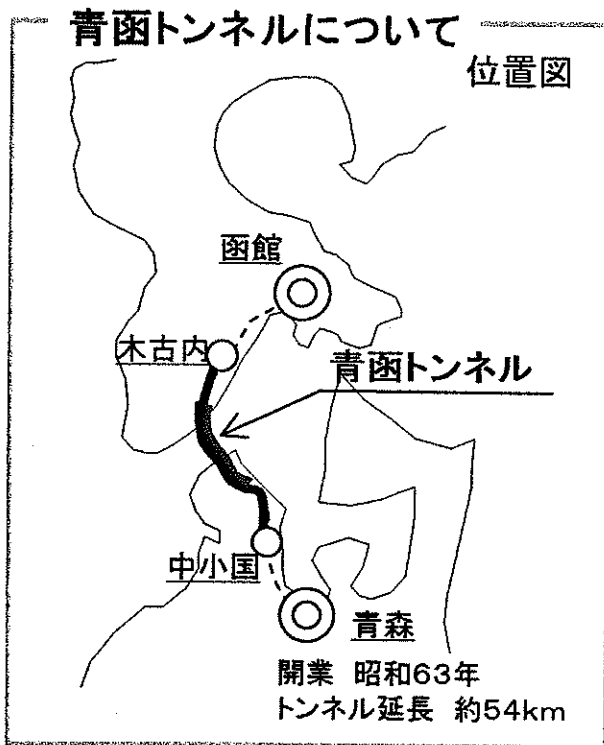 青函トンネルについて
位置図
函館
木古内
青函トンネル
中小国
青森
開業 昭和63年
トンネル延長 約54km